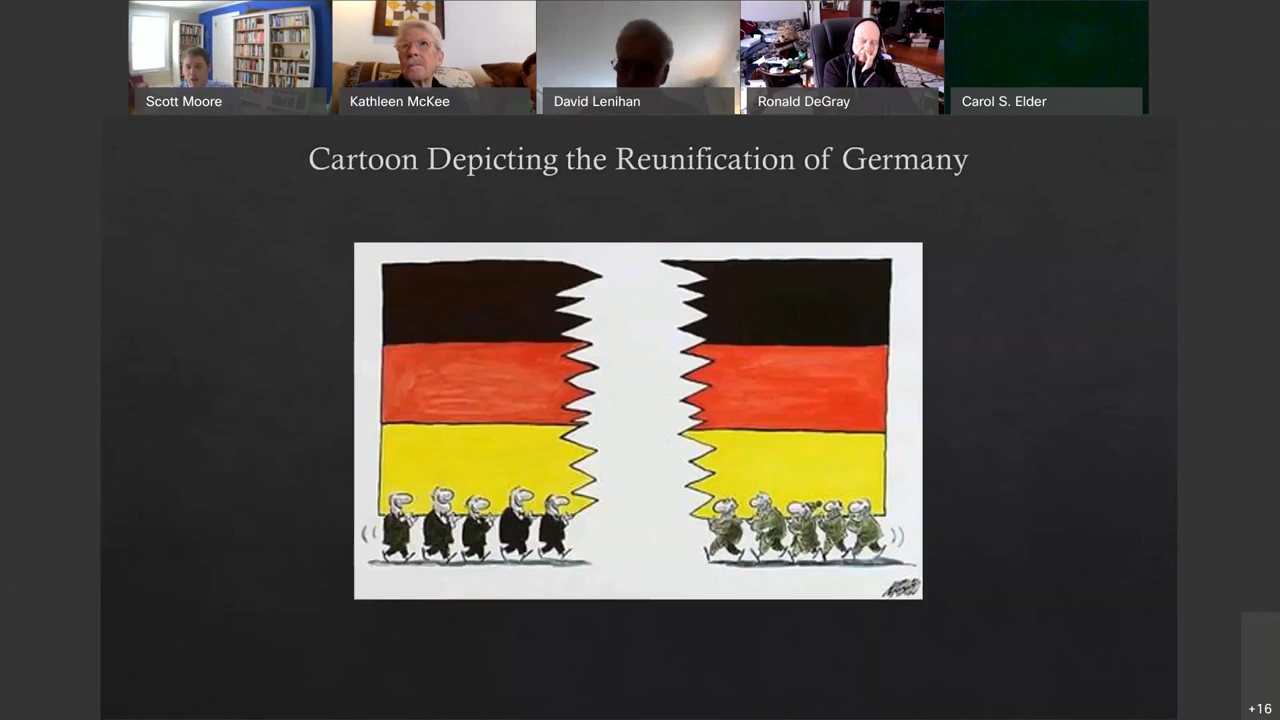 Scott Moore
Kathleen McKee
David Lenihan
Ronald DeGray
Carol S. Elder
Cartoon Depicting the Reunification of Germany
+16